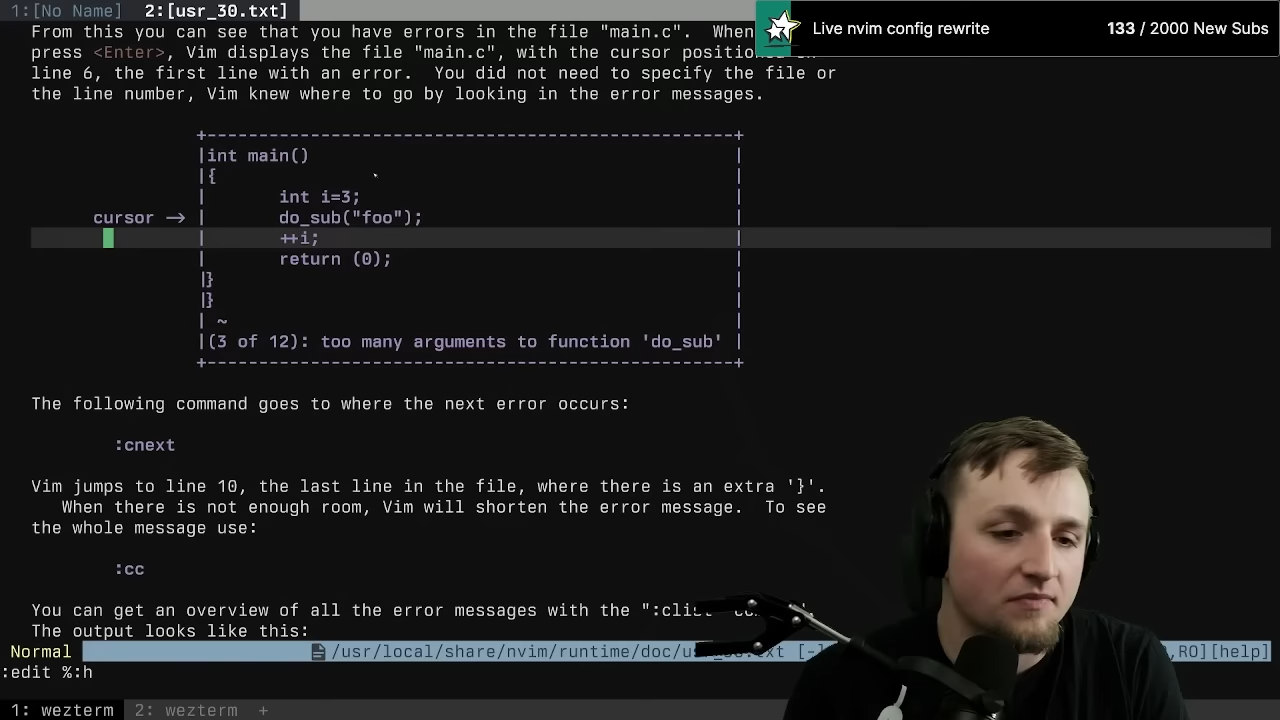 1:[No Name] 2:[usr_30.txt]
Live nvim config rewrite 133 / 2000 New Subs
From this you can see that you have errors in the file "main.c". When
press <Enter>, Vim displays the file "main.c", with the cursor positio
line 6, the first line with an error. You did not need to specify the file or
the line number, Vim knew where to go by looking in the error messages.
+---------------------------------------------------+
|int main() |
|{ |
| int i=3; |
cursor -> | do_sub("foo"); |
| ++i; |
| return (0); |
|} |
|} |
| ~ |
|(3 of 12): too many arguments to function 'do_sub' |
+---------------------------------------------------+
The following command goes to where the next error occurs:
:cnext
Vim jumps to line 10, the last line in the file, where there is an extra '}'.
When there is not enough room, Vim will shorten the error message. To see
the whole message use:
:cc
You can get an overview of all the error messages with the ":clist
The output looks like this:
Normal /usr/local/share/nvim/runtime/doc/us .txt [-] ,RO][help]
:edit %:h
1: wezterm 2: wezterm +